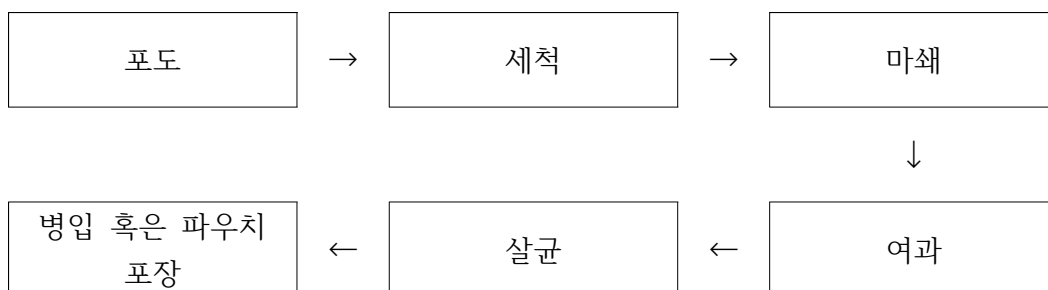 포도 → 세척 → 마쇄
↓
병입 혹은 파우치 포장 ← 살균 ← 여과